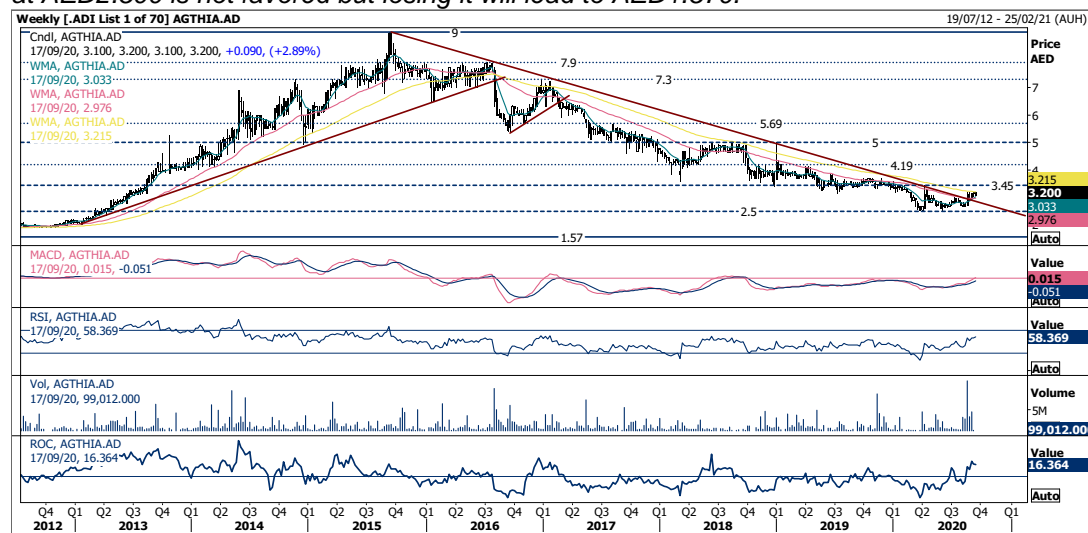 at AED2.500 is not favored but losing it will lead to AED1.570.
Weekly [.ADI List 1 of 70] AGTHIA.AD
19/07/12 - 25/02/21 (AUH)
Cndl, AGTHIA.AD
17/09/20, 3.100, 3.200, 3.100, 3.200, +0.090, (+2.89%)
WMA, AGTHIA.AD
17/09/20, 3.033
WMA, AGTHIA.AD
17/09/20, 2.976
WMA, AGTHIA.AD
17/09/20, 3.215
Price
AED
9
7.9
7.3
5.69
5
4.19
3.45
2.5
1.57
7
6
5
4
3.215
3.200
3.033
2.976
Auto
MACD, AGTHIA.AD
17/09/20, 0.015, -0.051
Value
0.015
-0.051
Auto
RSI, AGTHIA.AD
17/09/20, 58.369
Value
58.369
Auto
Vol, AGTHIA.AD
17/09/20, 99,012.000
Volume
5M
99,012.000
ROC, AGTHIA.AD
17/09/20, 16.364
Value
16.364
Auto
Q4 Q1 Q2 Q3 Q4 Q1 Q2 Q3 Q4 Q1 Q2 Q3 Q4 Q1 Q2 Q3 Q4 Q1 Q2 Q3 Q4 Q1 Q2 Q3 Q4 Q1 Q2 Q3 Q4 Q1 Q2 Q3 Q4 Q1
2012 2013 2014 2015 2016 2017 2018 2019 2020